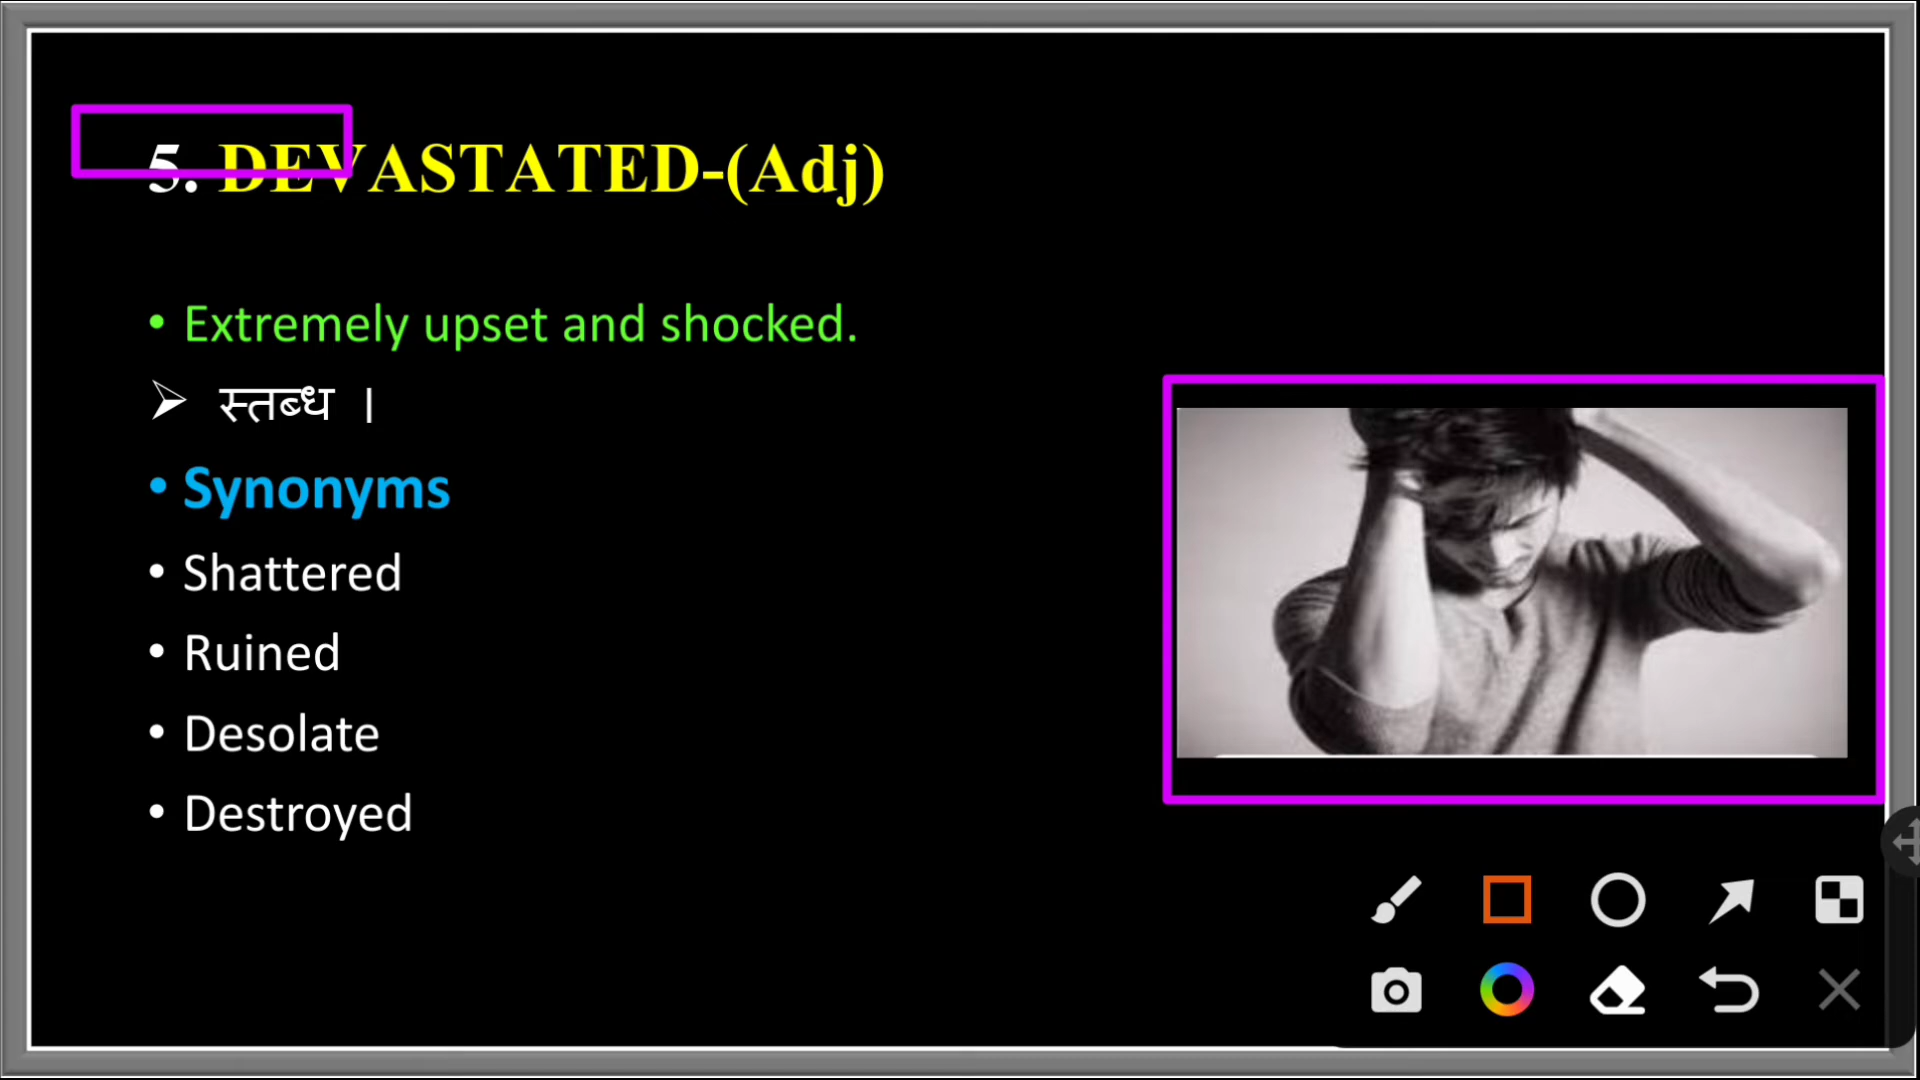 5. DEVASTATED-(Adj)
• Extremely upset and shocked.
➢ स्तब्ध ।
• Synonyms
• Shattered
• Ruined
• Desolate
• Destroyed